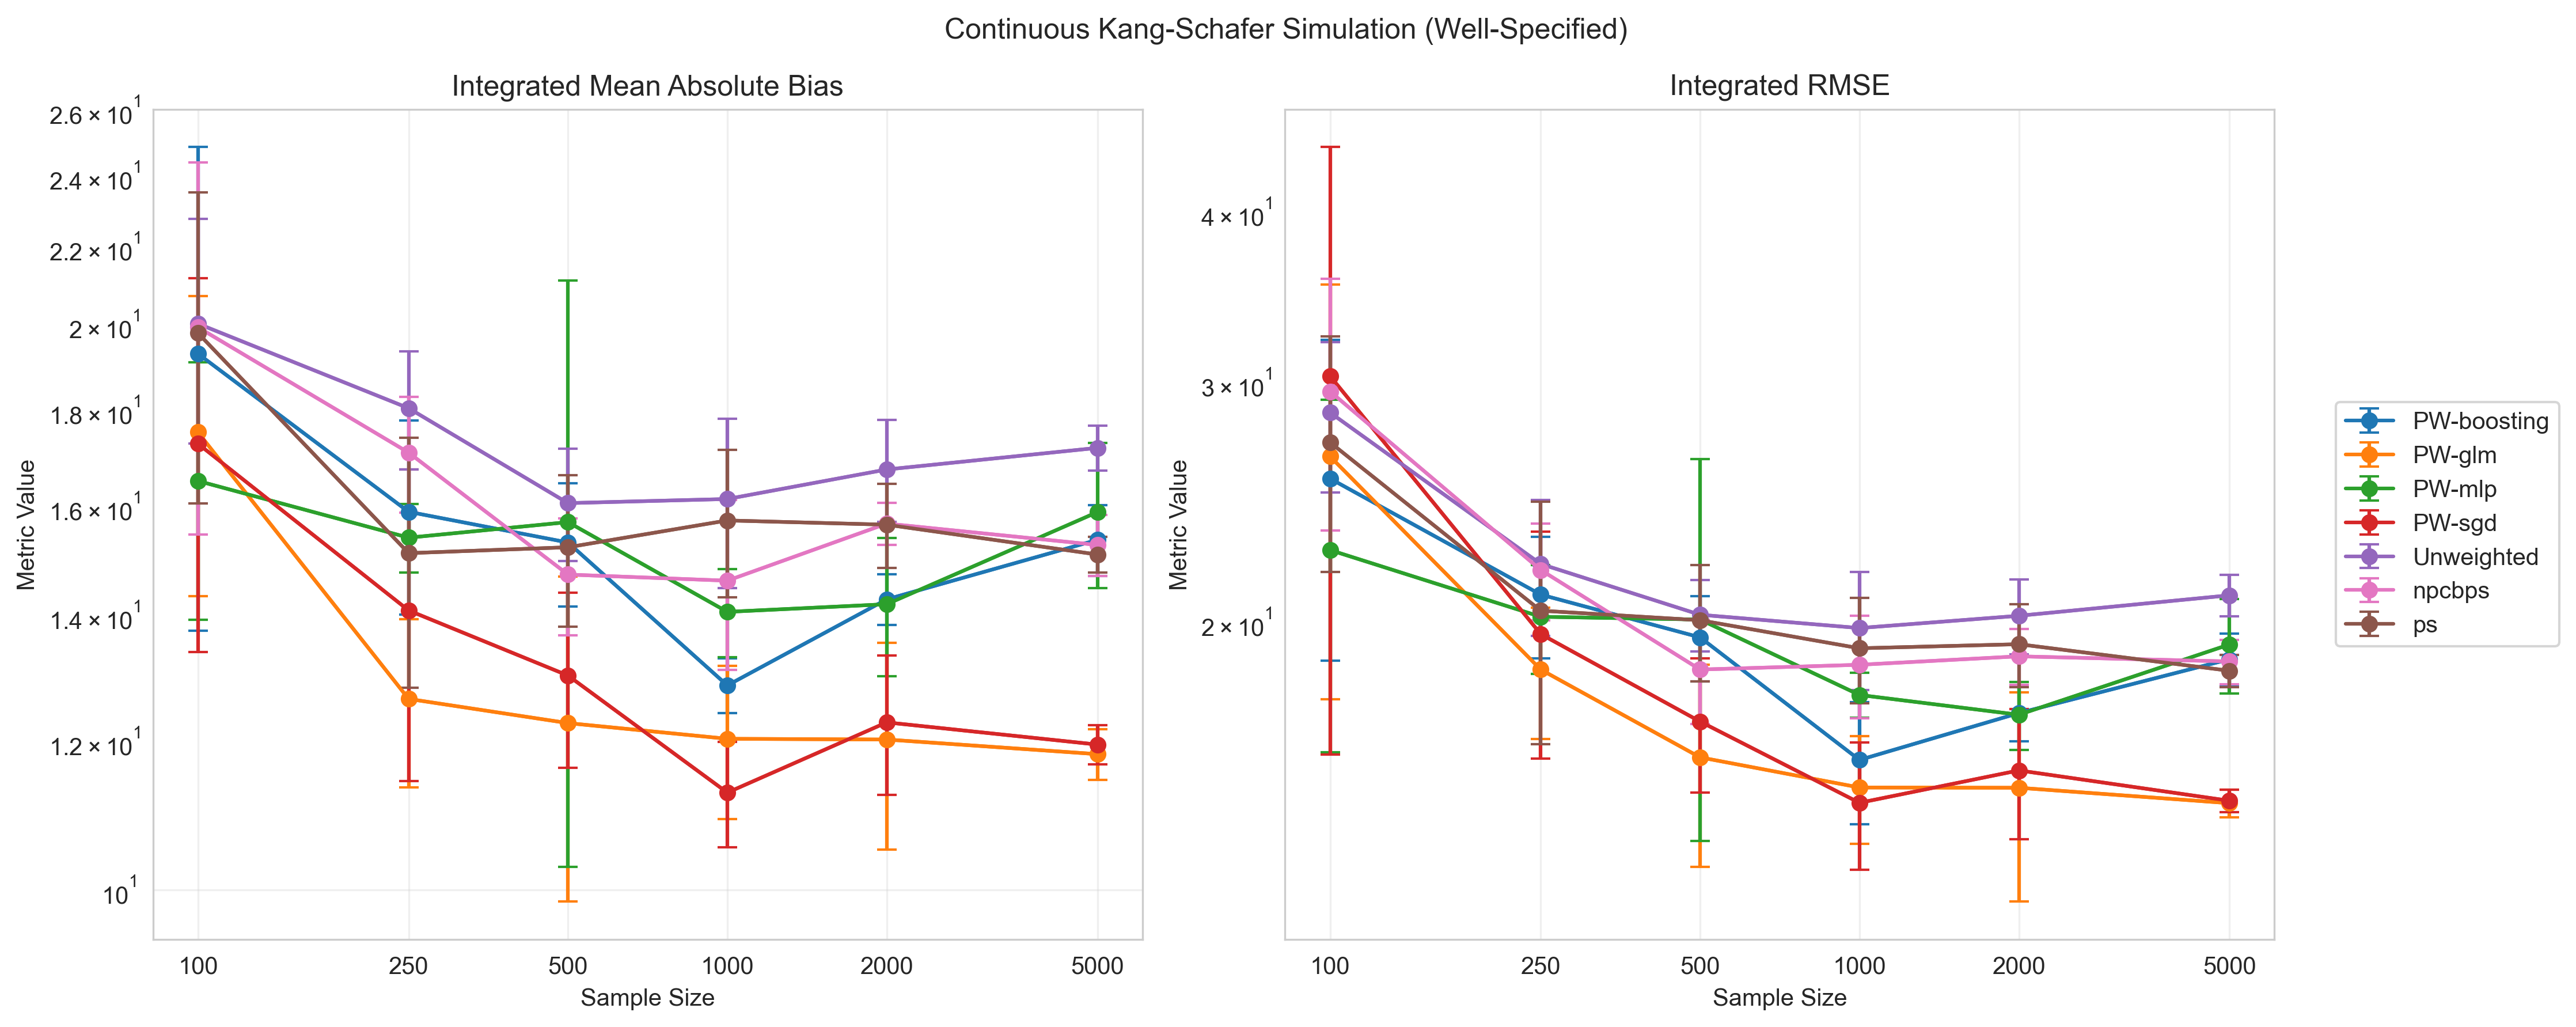 Continuous Kang-Schafer Simulation (Well-Specified)
Integrated Mean Absolute Bias
2.6 × 10¹
2.4 × 10¹
2.2 × 10¹
2 × 10¹
1.8 × 10¹
1.6 × 10¹
1.4 × 10¹
1.2 × 10¹
10¹
Metric Value
100 250 500 1000 2000 5000
Sample Size
Integrated RMSE
4 × 10¹
3 × 10¹
2 × 10¹
Metric Value
100 250 500 1000 2000 5000
Sample Size
PW-boosting
PW-glm
PW-mlp
PW-sgd
Unweighted
npcbps
ps